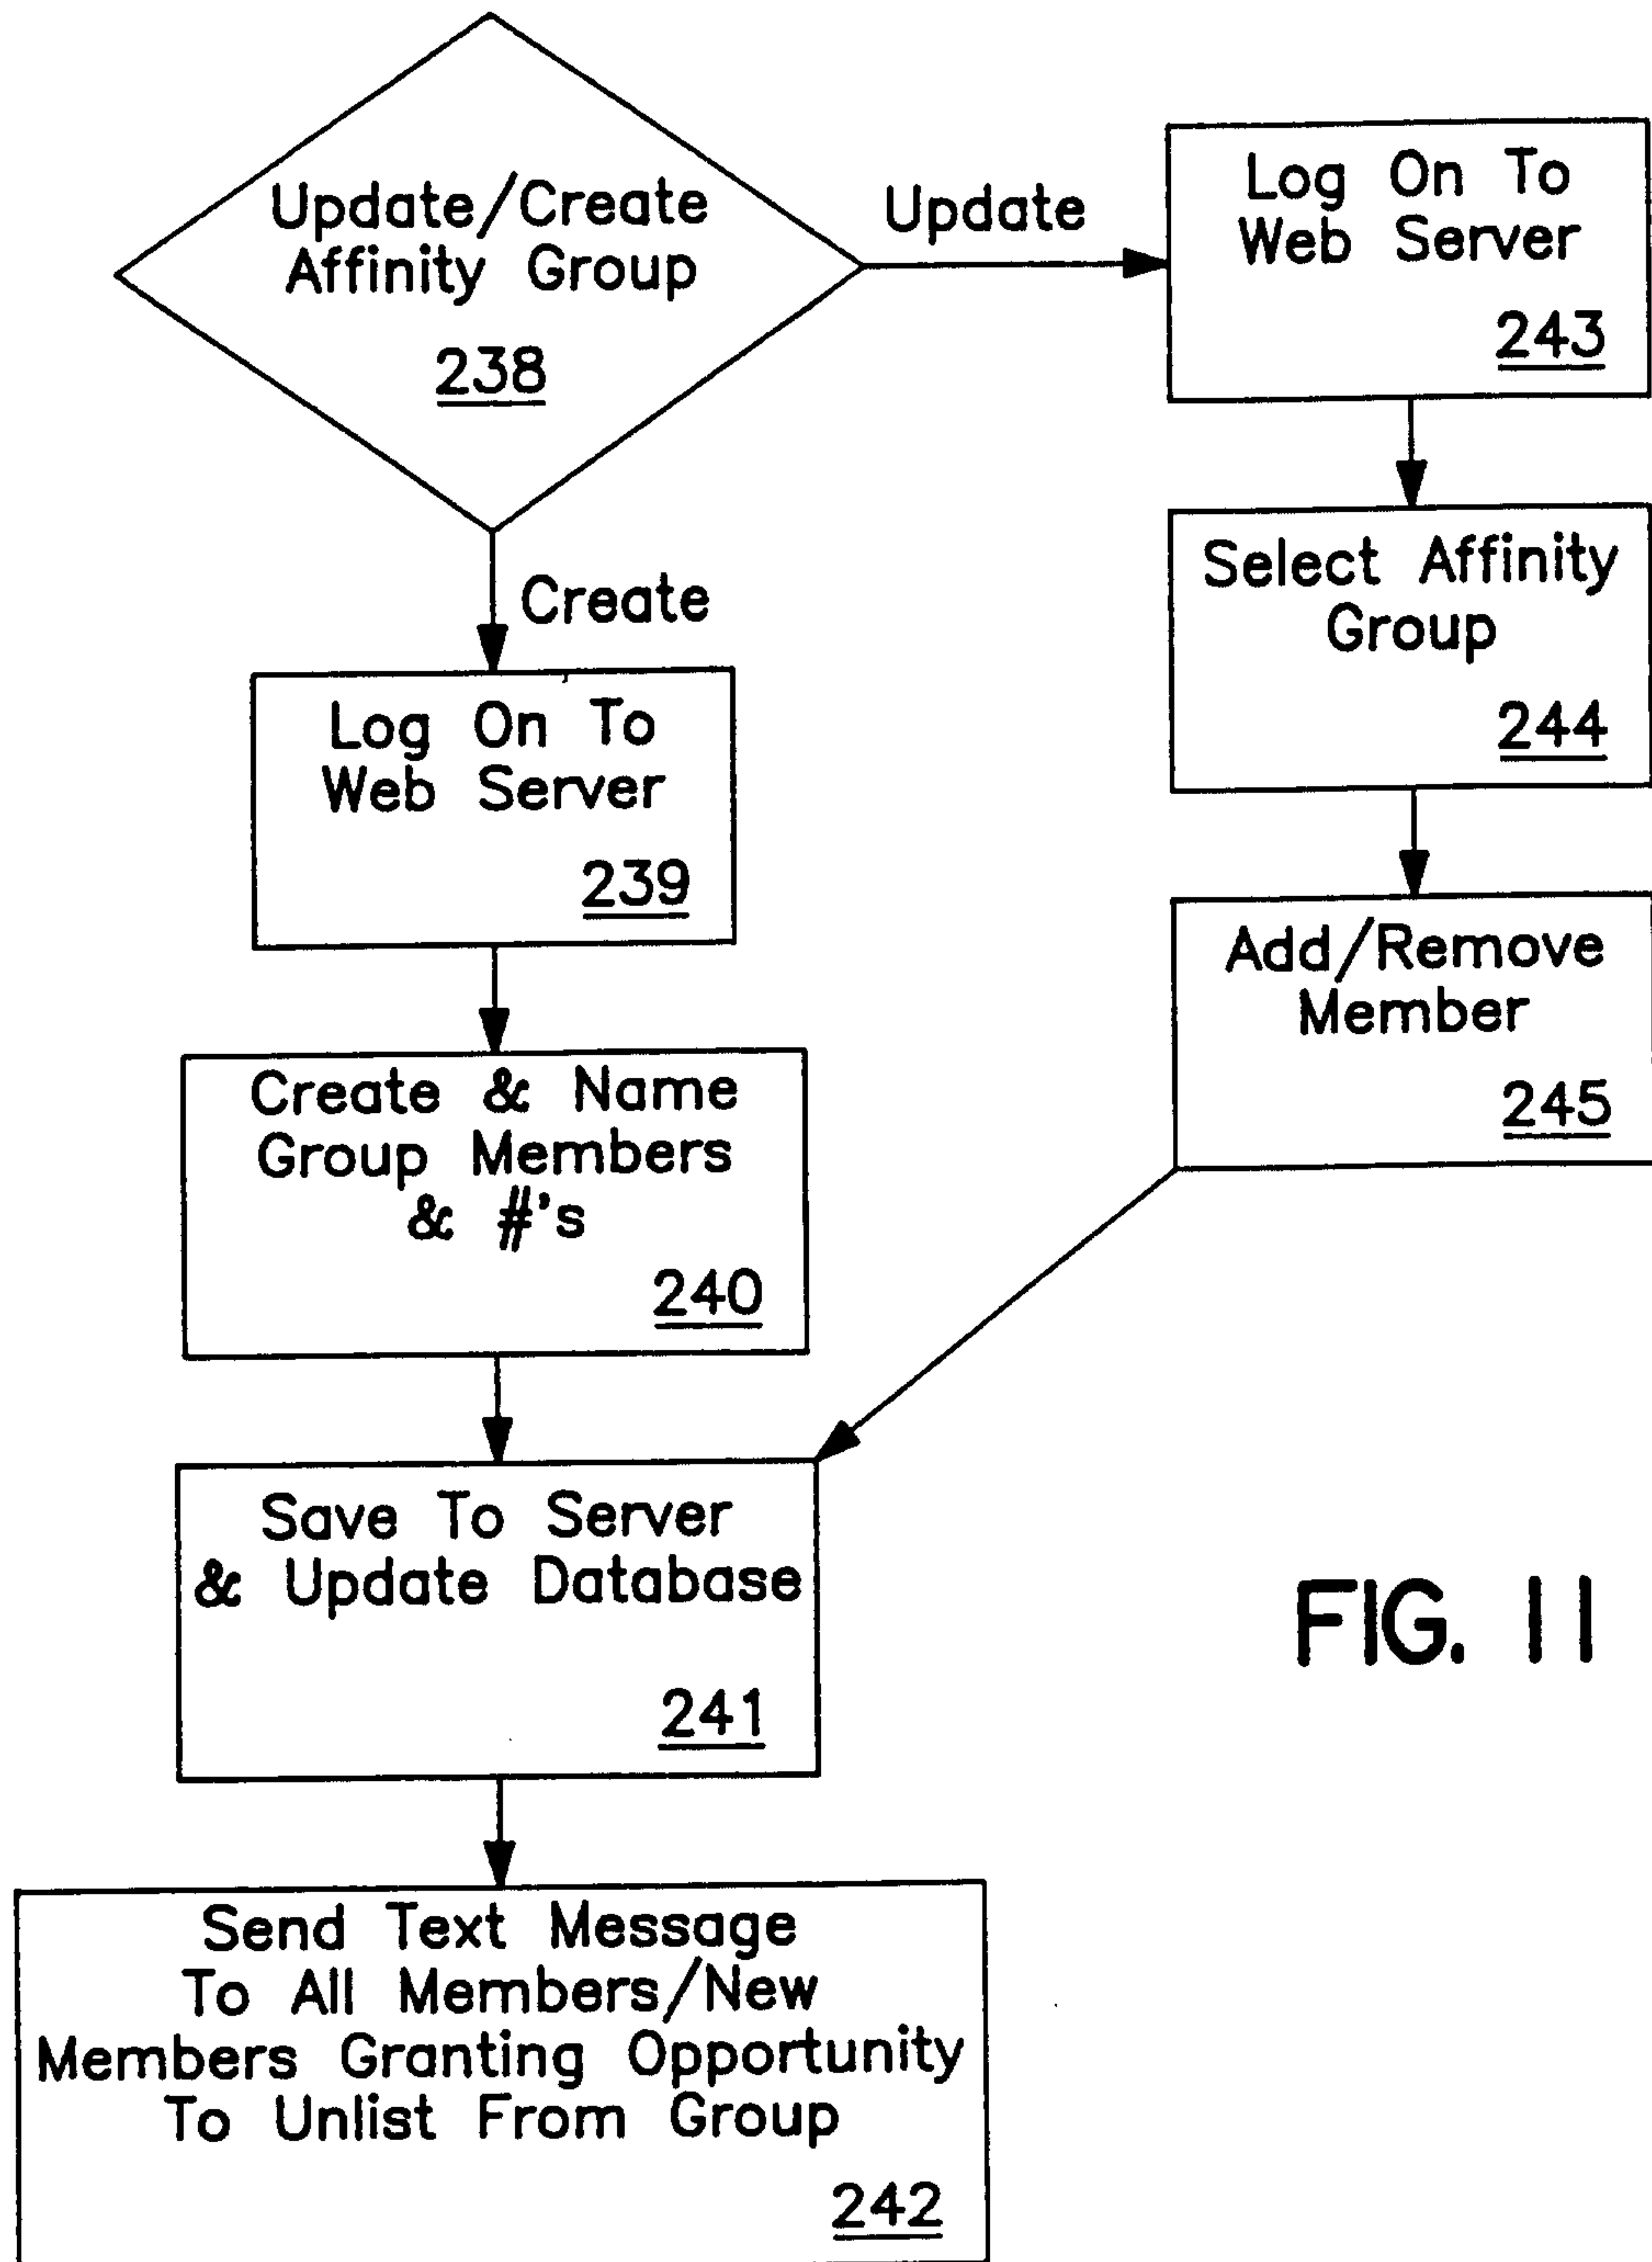 Update/Create
Affinity Group
238
Update
Log On To
Web Server
243
Select Affinity
Group
244
Add/Remove
Member
245
Create
Log On To
Web Server
239
Create & Name
Group Members
& #'s
240
Save To Server
& Update Database
241
Send Text Message
To All Members/New
Members Granting Opportunity
To Unlist From Group
242
FIG. 11